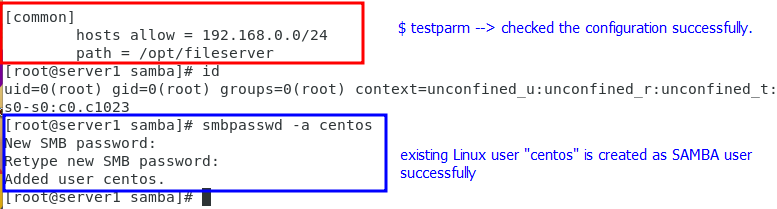 [common]
hosts allow = 192.168.0.0/24
$ testparm --> checked the configuration successfully.
path = /opt/fileserver
[root@server1 samba]# id
uid=0(root) gid=0(root) groups=0(root) context=unconfined_u:unconfined_r:unconfined_t:
s0-s0:c0.c1023
[root@server1 samba]# smbpasswd -a centos
New SMB password:
Retype new SMB password:
Added user centos.
existing Linux user "centos" is created as SAMBA user
successfully
[root@server1 samba]#